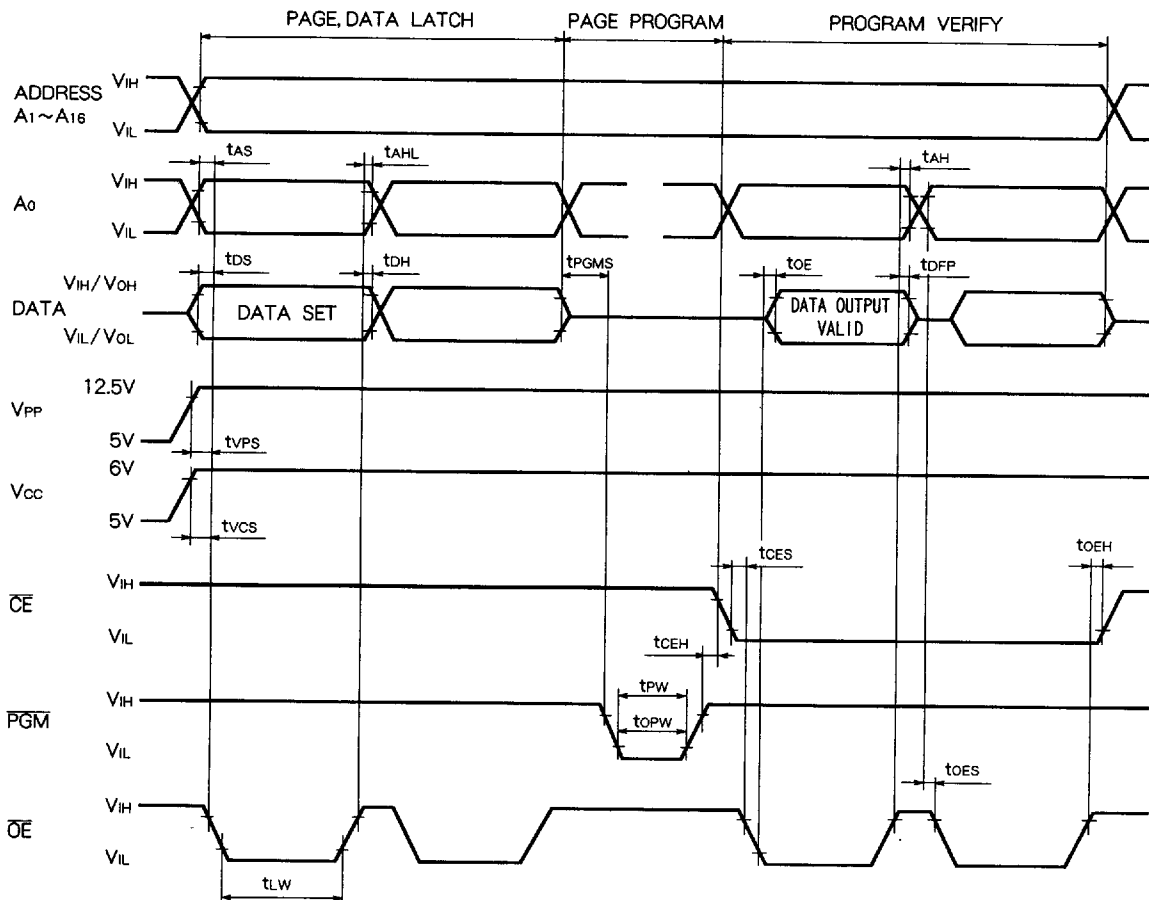 PAGE, DATA LATCH PAGE PROGRAM PROGRAM VERIFY
ADDRESS
A1~A16
VIH
VIL
tAS
tAHL
tAH
A0
VIH
VIL
tDS
tDH
tPGMS
tOE
tDFP
DATA
VIH/VOH
VIL/VOL
DATA SET
DATA OUTPUT
VALID
VPP
12.5V
5V
tVPS
VCC
6V
5V
tVCS
tCES
tOEH
CE
VIH
VIL
tCEH
PGM
VIH
VIL
tPW
tOPW
tOES
OE
VIH
VIL
tLW